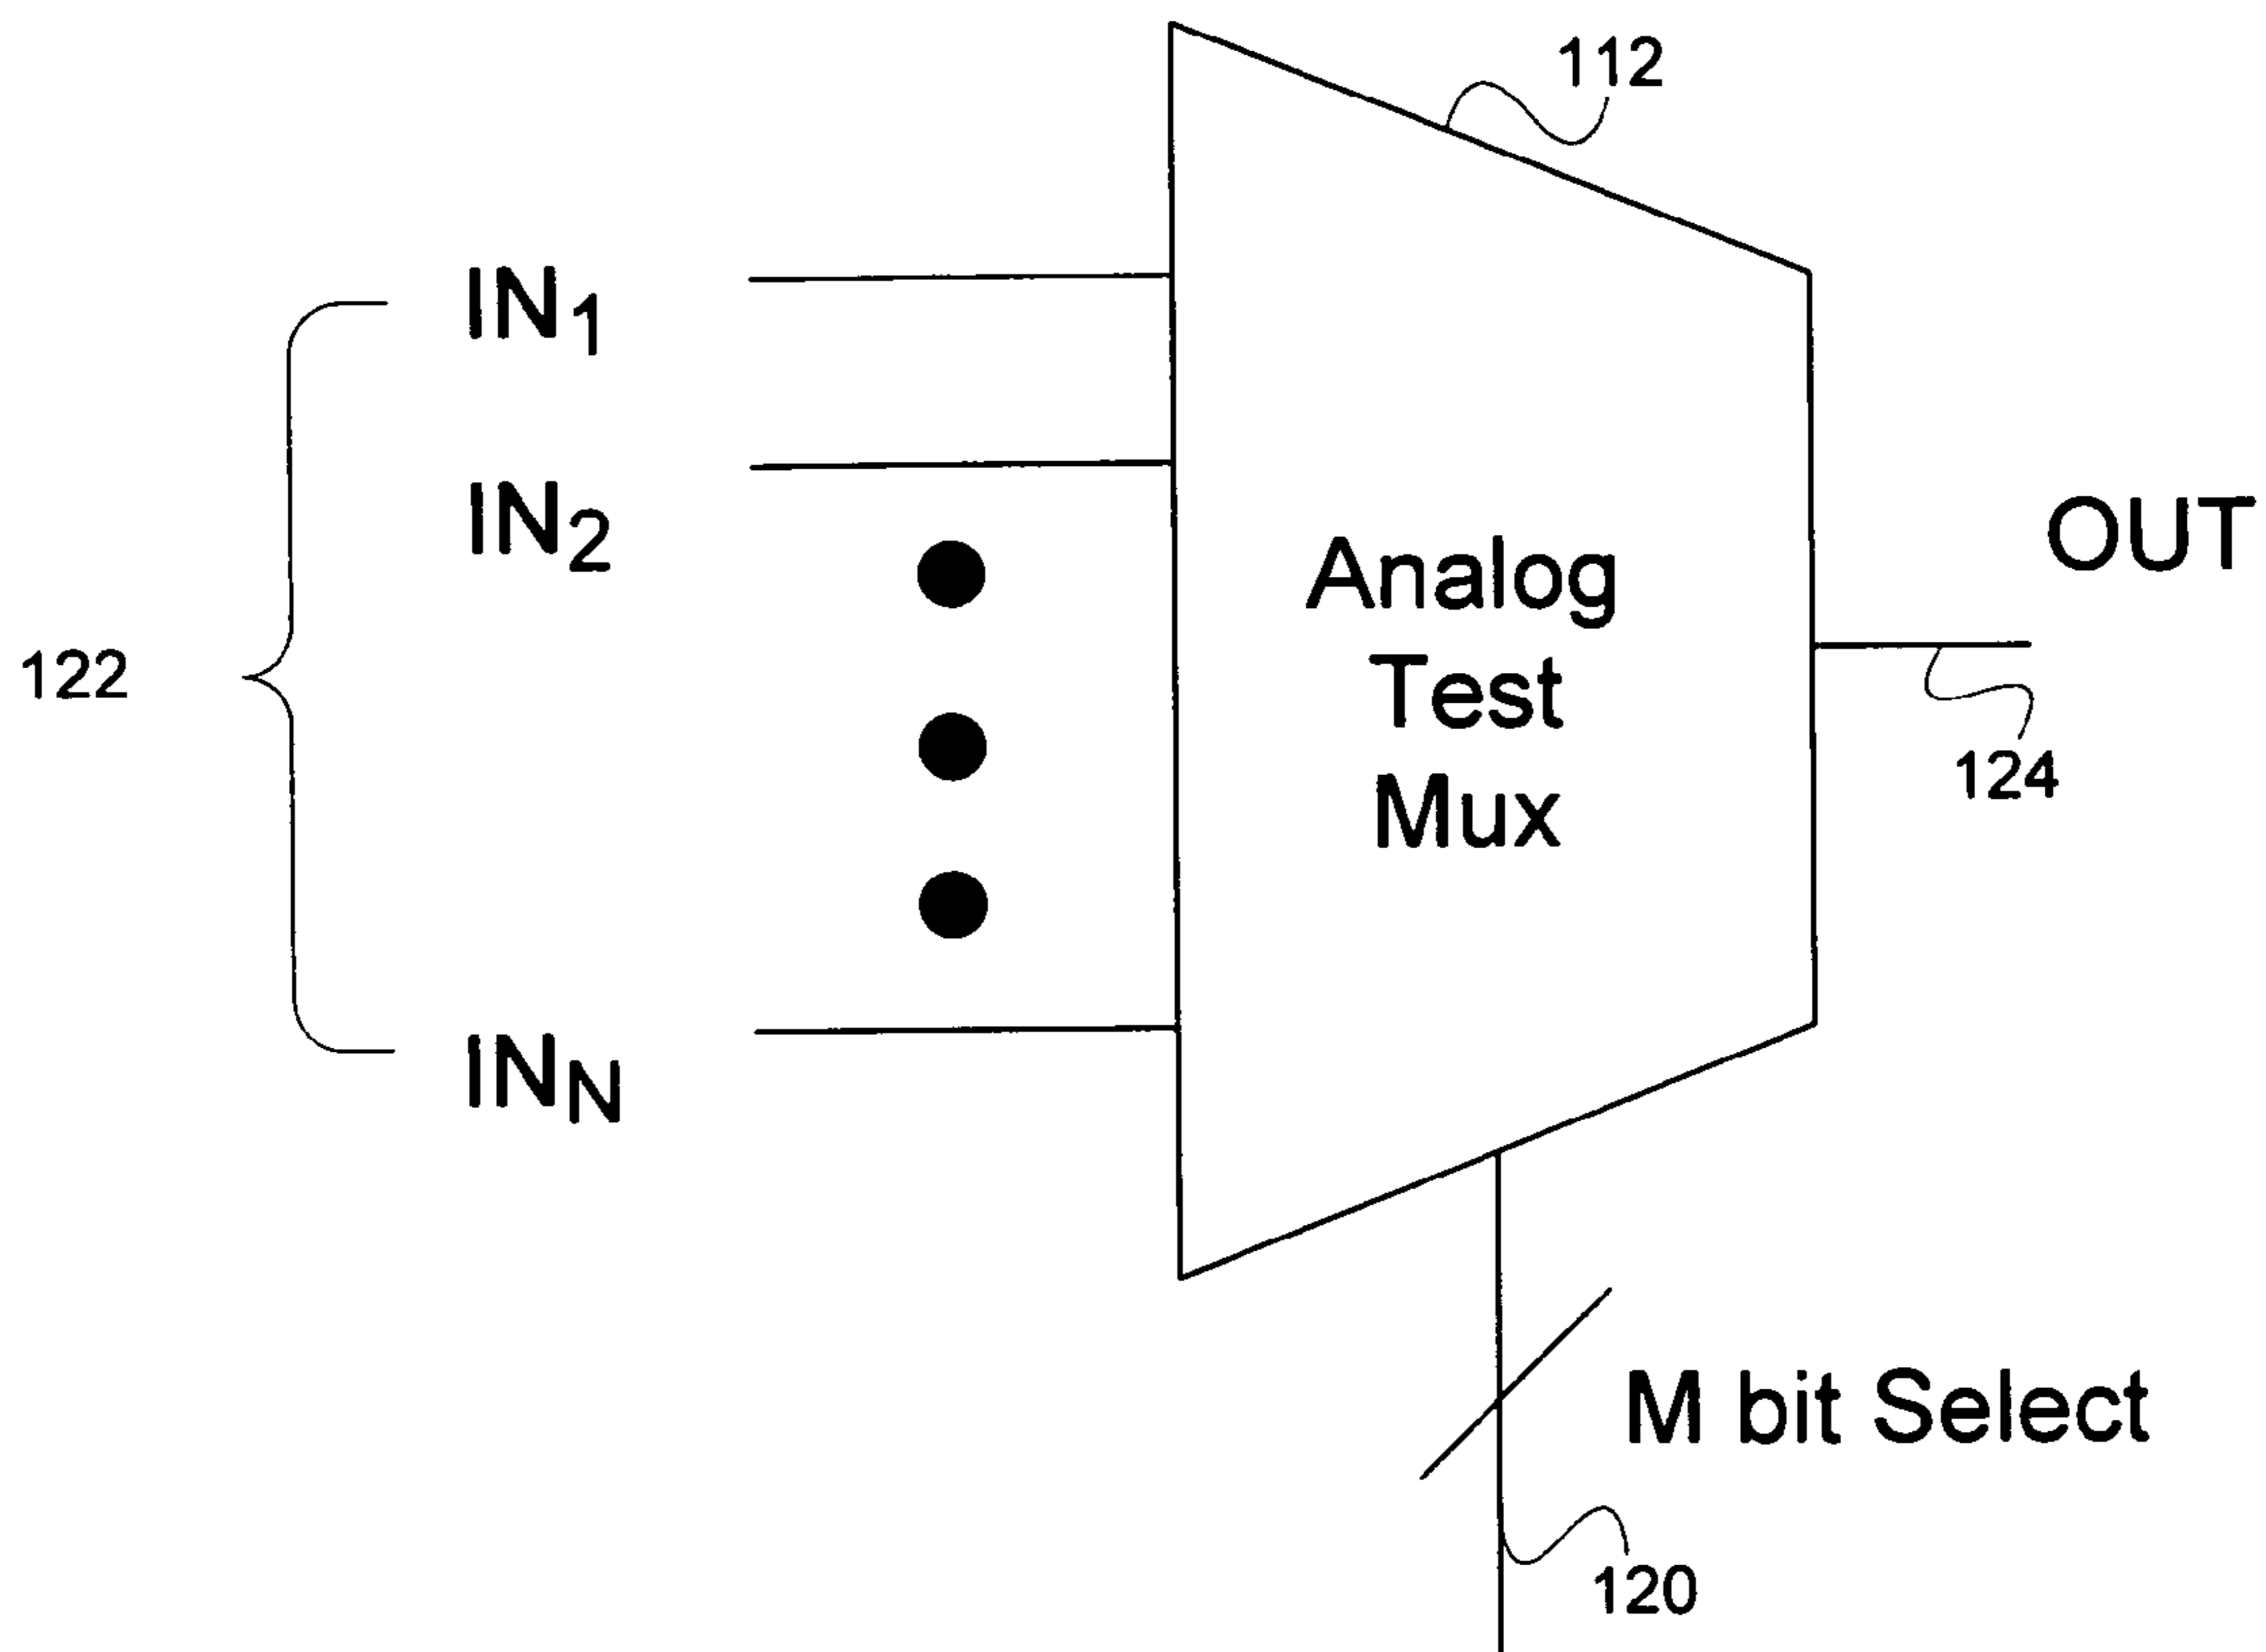 112
IN1
IN2
OUT
Analog
Test
Mux
122
124
INN
M bit Select
120